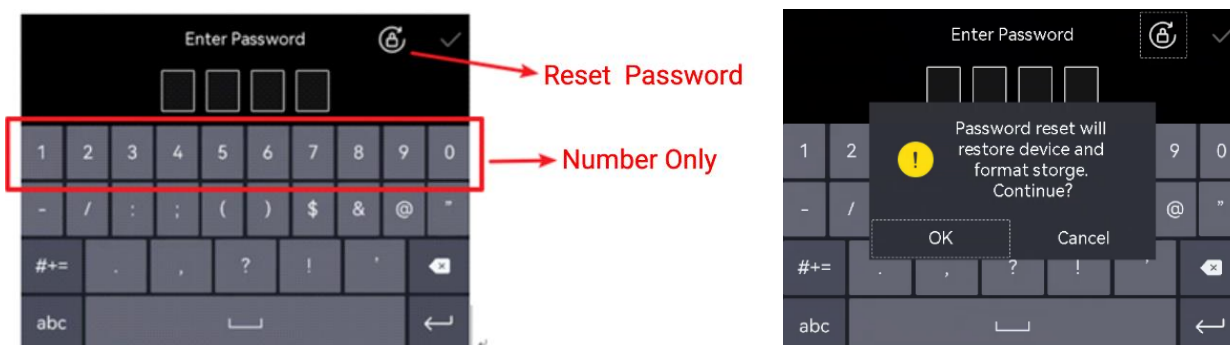 Enter Password
Reset Password
1 2 3 4 5 6 7 8 9 0
Number Only
- / : ; ( ) $ & @ "
#+= . , ? ! '
abc
Enter Password
Password reset will
restore device and
format storge.
Continue?
OK Cancel
1 2 9 0
- / @ "
#+= . , ? ! '
abc